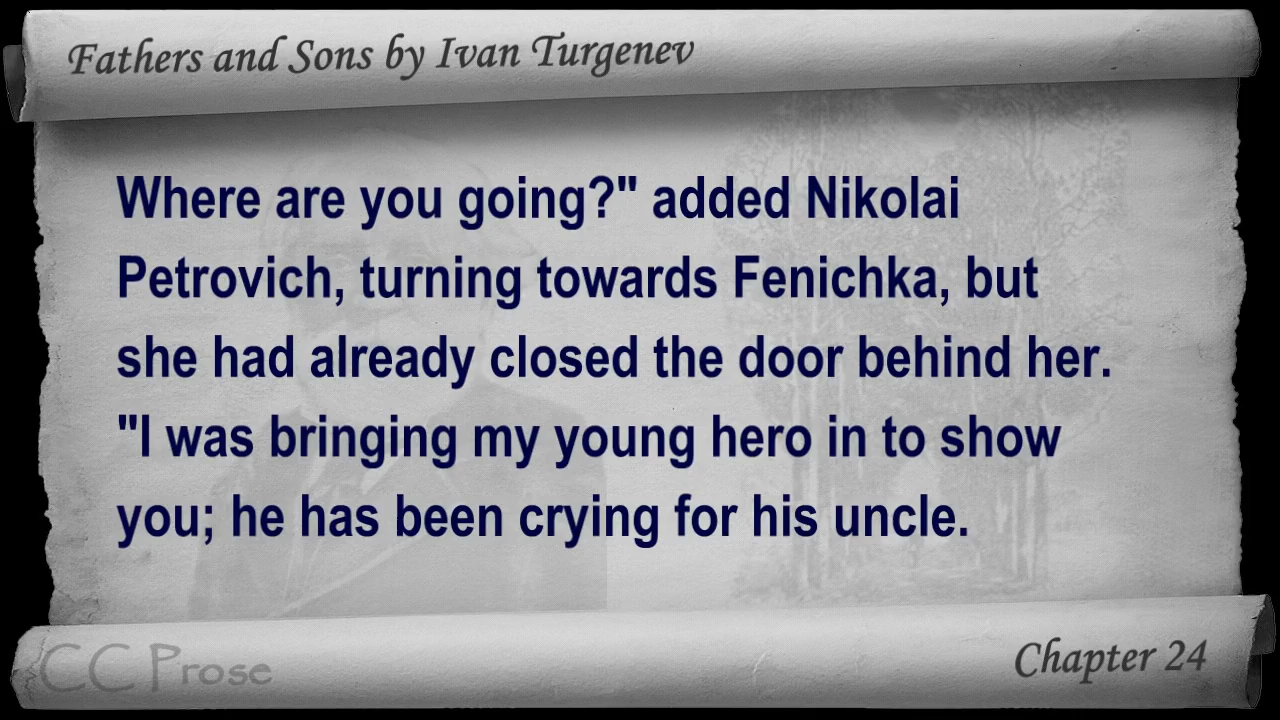 Fathers and Sons by Ivan Turgenev
Where are you going?" added Nikolai
Petrovich, turning towards Fenichka, but
she had already closed the door behind her.
"I was bringing my young hero in to show
you; he has been crying for his uncle.
CC Prose
Chapter 24